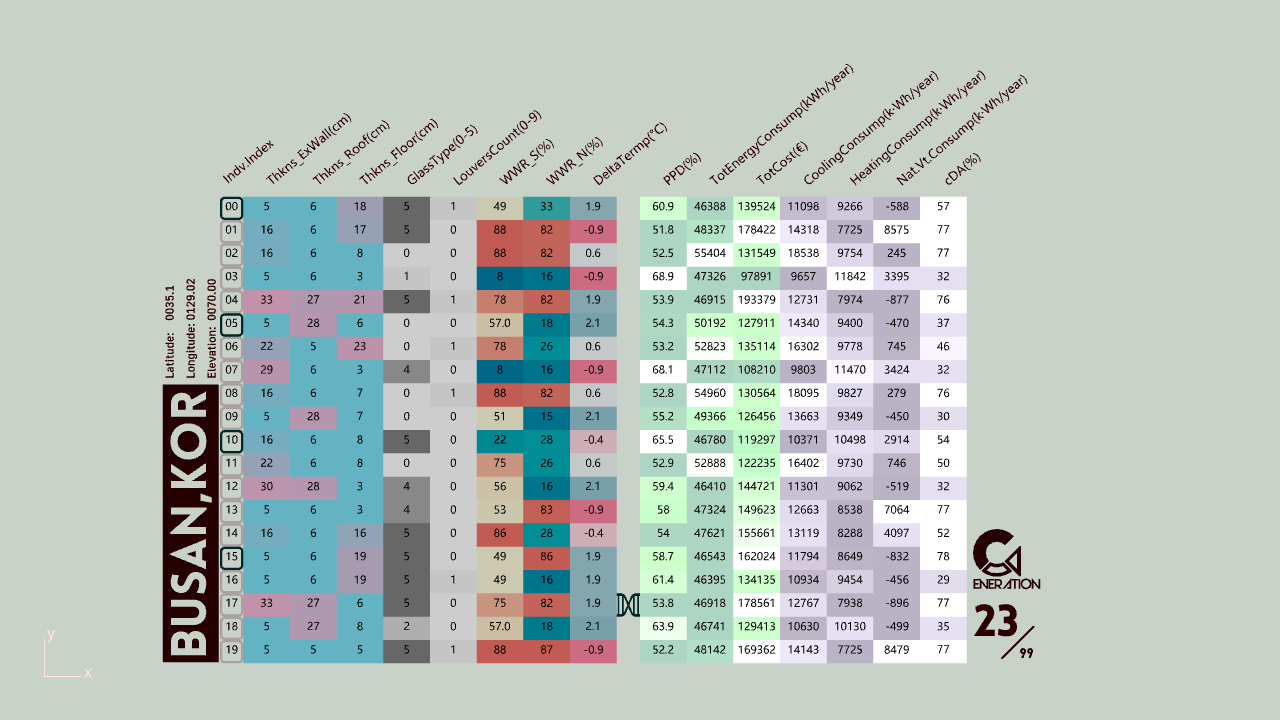 Indv.Index Thkns_ExWall(cm) Thkns_Roof(cm) Thkns_Floor(cm) GlassType(0-5) LouversCount(0-9) WWR_S(%) WWR_N(%) DeltaTermp(°C) PPD(%) TotEnergyConsump(kWh/year) TotCost(€) CoolingConsump(k·Wh/year) HeatingConsump(k·Wh/year) Nat.Vt.Consump(k·Wh/year) cDA(%)
00 5 6 18 5 1 49 33 1.9 60.9 46388 139524 11098 9266 -588 57
01 16 6 17 5 0 88 82 -0.9 51.8 48337 178422 14318 7725 8575 77
02 16 6 8 0 0 88 82 0.6 52.5 55404 131549 18538 9754 245 77
03 5 6 3 1 0 8 16 -0.9 68.9 47326 97891 9657 11842 3395 32
04 33 27 21 5 1 78 82 1.9 53.9 46915 193379 12731 7974 -877 76
05 5 28 6 0 0 57.0 18 2.1 54.3 50192 127911 14340 9400 -470 37
06 22 5 23 0 1 78 26 0.6 53.2 52823 135114 16302 9778 745 46
07 29 6 3 4 0 8 16 -0.9 68.1 47112 108210 9803 11470 3424 32
08 16 6 7 0 1 88 82 0.6 52.8 54960 130564 18095 9827 279 76
09 5 28 7 0 0 51 15 2.1 55.2 49366 126456 13663 9349 -450 30
10 16 6 8 5 0 22 28 -0.4 65.5 46780 119297 10371 10498 2914 54
11 22 6 8 0 0 75 26 0.6 52.9 52888 122235 16402 9730 746 50
12 30 28 3 4 0 56 16 2.1 59.4 46410 144721 11301 9062 -519 32
13 5 6 3 4 0 53 83 -0.9 58 47324 149623 12663 8538 7064 77
14 16 6 16 5 0 86 28 -0.4 54 47621 155661 13119 8288 4097 52
15 5 6 19 5 0 49 86 1.9 58.7 46543 162024 11794 8649 -832 78
16 5 6 19 5 1 49 16 1.9 61.4 46395 134135 10934 9454 -456 29
17 33 27 6 5 0 75 82 1.9 53.8 46918 178561 12767 7938 -896 77
18 5 27 8 2 0 57.0 18 2.1 63.9 46741 129413 10630 10130 -499 35
19 5 5 5 5 1 88 87 -0.9 52.2 48142 169362 14143 7725 8479 77
Latitude: 0035.1
Longitude: 0129.02
Elevation: 0070.00
BUSAN,KOR
GENERATION
23/99
y
x